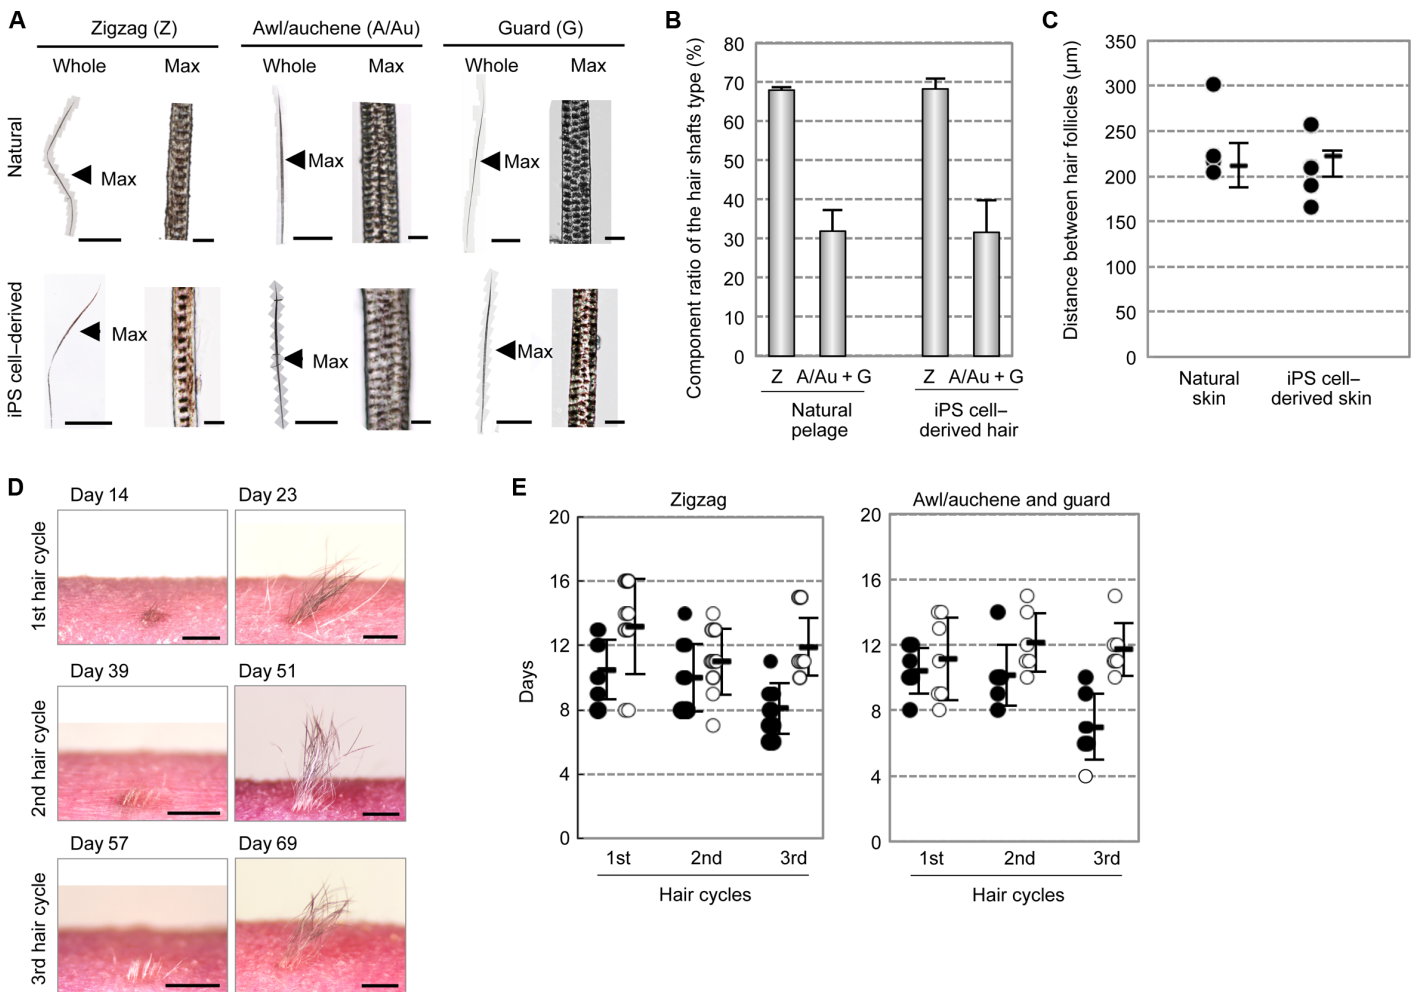 A
Zigzag (Z)
Awl/auchene (A/Au)
Guard (G)
Whole
Max
Whole
Max
Whole
Max
Natural
Max
Max
Max
iPS cell–derived
Max
Max
Max
B
Component ratio of the hair shafts type (%)
80
70
60
50
40
30
20
10
0
Z A/Au + G
Z A/Au + G
Natural
pelage
iPS cell–
derived hair
C
Distance between hair follicles (μm)
350
300
250
200
150
100
50
0
Natural
skin
iPS cell–
derived skin
D
Day 14
Day 23
1st hair cycle
Day 39
Day 51
2nd hair cycle
Day 57
Day 69
3rd hair cycle
E
Zigzag
Days
20
16
12
8
4
0
1st
2nd
3rd
Hair cycles
Awl/auchene and guard
20
16
12
8
4
0
1st
2nd
3rd
Hair cycles